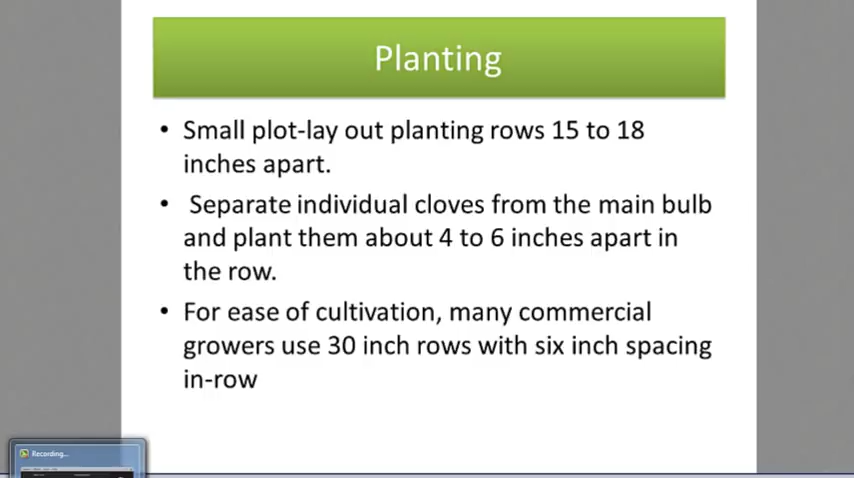 Planting
• Small plot-lay out planting rows 15 to 18
inches apart.
• Separate individual cloves from the main bulb
and plant them about 4 to 6 inches apart in
the row.
• For ease of cultivation, many commercial
growers use 30 inch rows with six inch spacing
in-row
Recording...